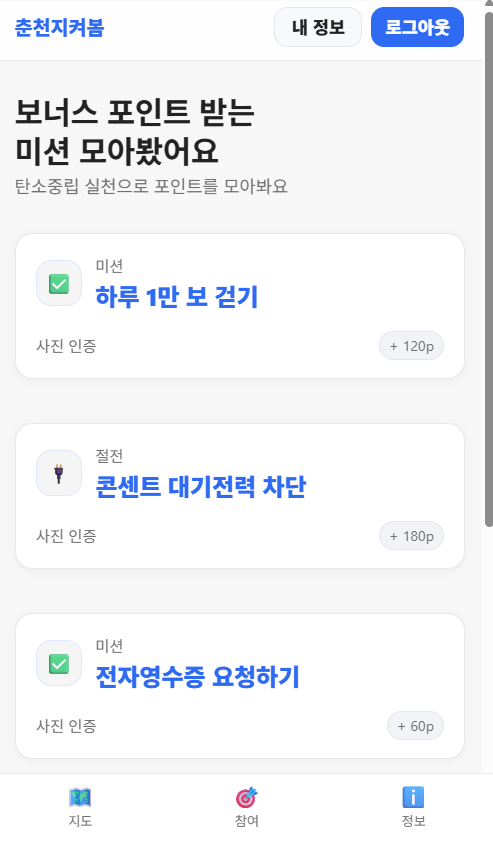 춘천지켜봄
내 정보
로그아웃
보너스 포인트 받는
미션 모아봤어요
탄소중립 실천으로 포인트를 모아봐요
미션
하루 1만 보 걷기
사진 인증
+ 120p
절전
콘센트 대기전력 차단
사진 인증
+ 180p
미션
전자영수증 요청하기
사진 인증
+ 60p
지도
참여
정보